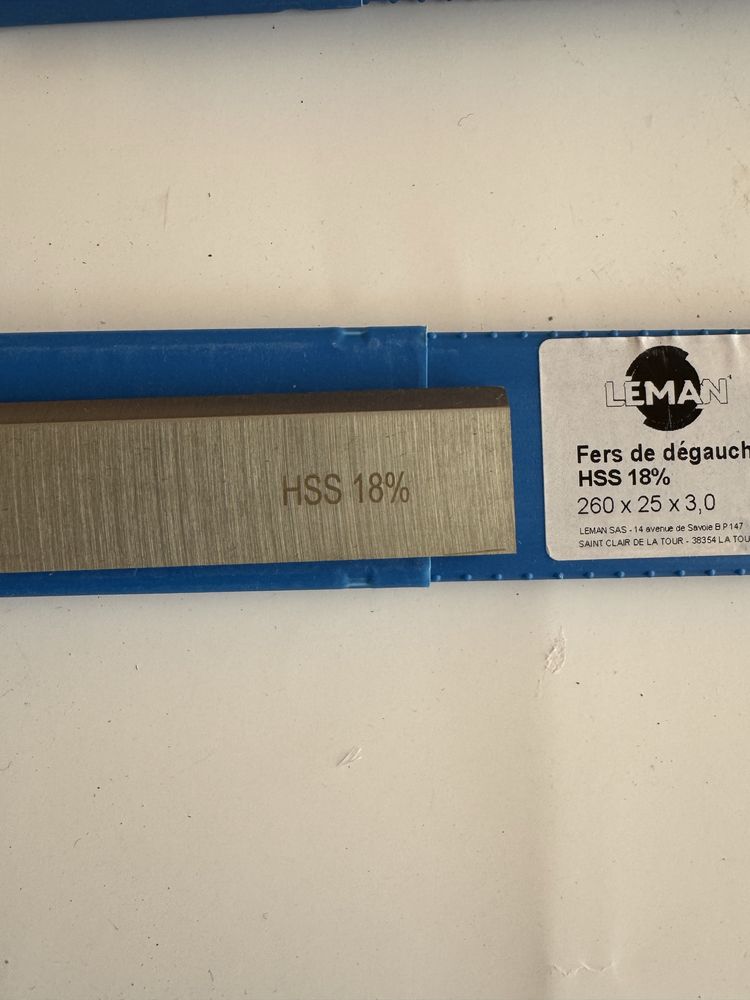 HSS 18%
LEMAN
Fers de dégauch
HSS 18%
260 x 25 x 3,0
LEMAN SAS - 14 avenue de Savoie B.P 147
SAINT CLAIR DE LA TOUR - 38354 LA TOU